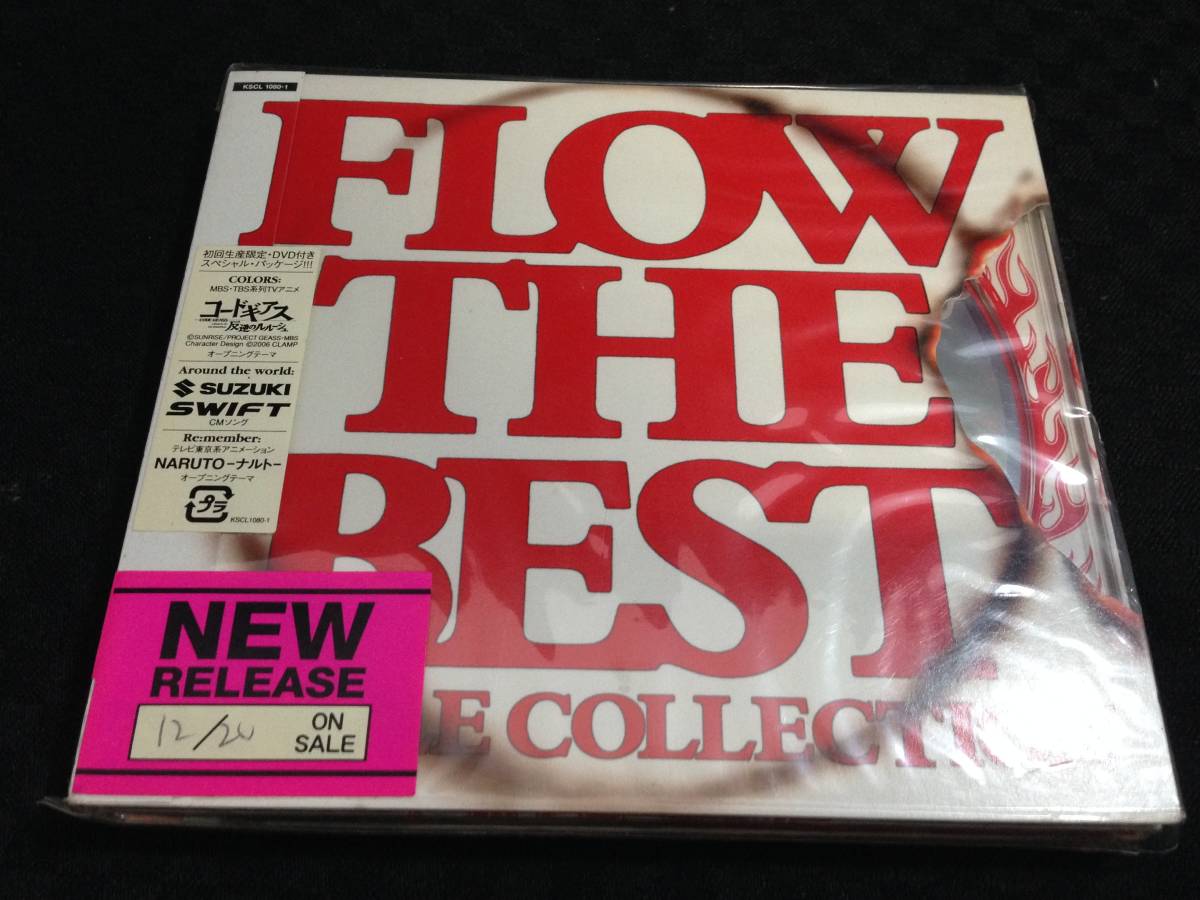 KSCL 1080-1
FLOW
THE
BEST
LE COLLECTI
初回生産限定・DVD付き
スペシャル・パッケージ!!!
COLORS:
MBS・TBS系列TVアニメ
コードギアス
CODE GEASS
反逆のルルーシュ
©SUNRISE/PROJECT GEASS・MBS
Character Design ©2006 CLAMP
オープニングテーマ
Around the world:
SUZUKI
SWIFT
CMソング
Re:member:
テレビ東京系アニメーション
NARUTO-ナルト-
オープニングテーマ
プラ
KSCL1080-1
NEW
RELEASE
12/20
ON
SALE